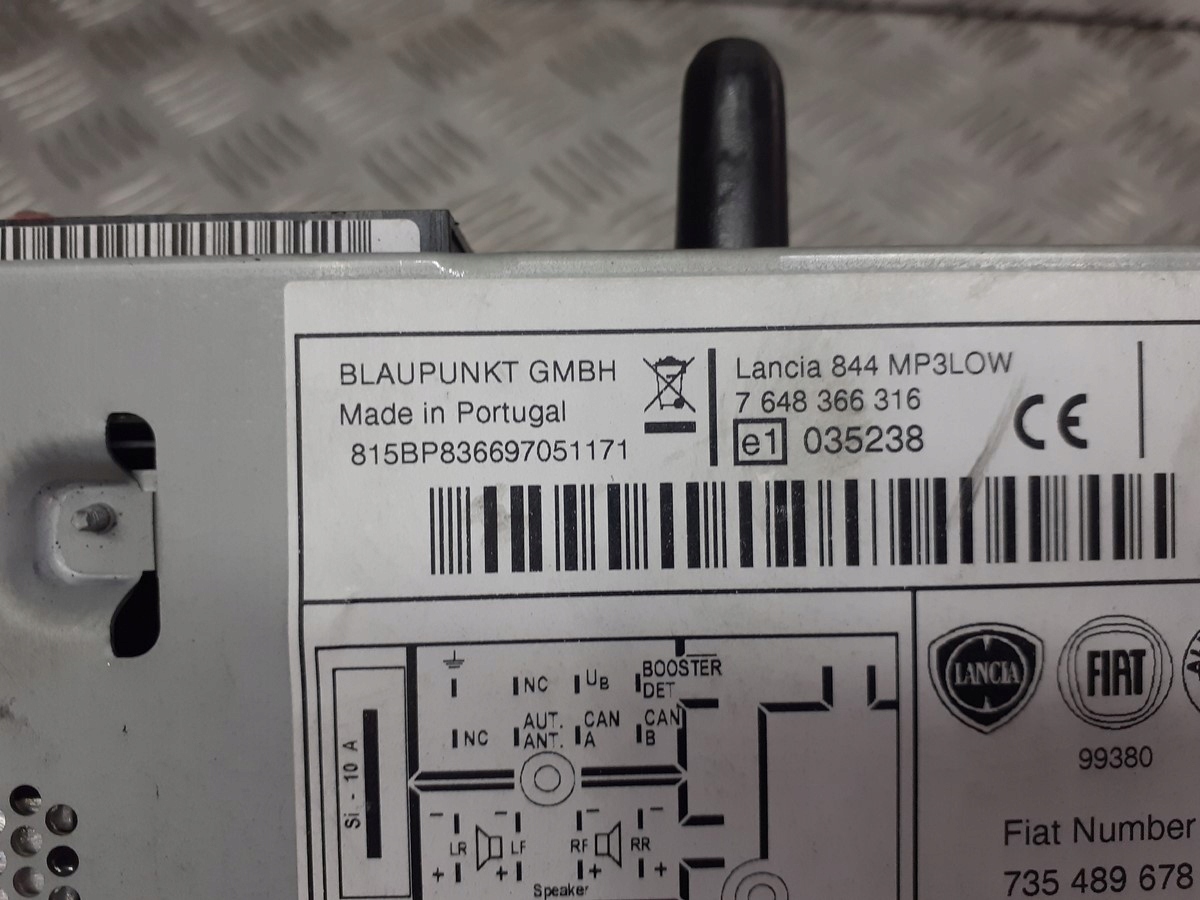 BLAUPUNKT GMBH
Made in Portugal
815BP836697051171
Lancia 844 MP3LOW
7 648 366 316
e1 035238 CE
NC UB BOOSTER DET
NC AUT. ANT. CAN A CAN B
Si. - 10 A
- - - -
LR LF RF RR
+ + + +
Speaker
LANCIA FIAT
99380
Fiat Number
735 489 678